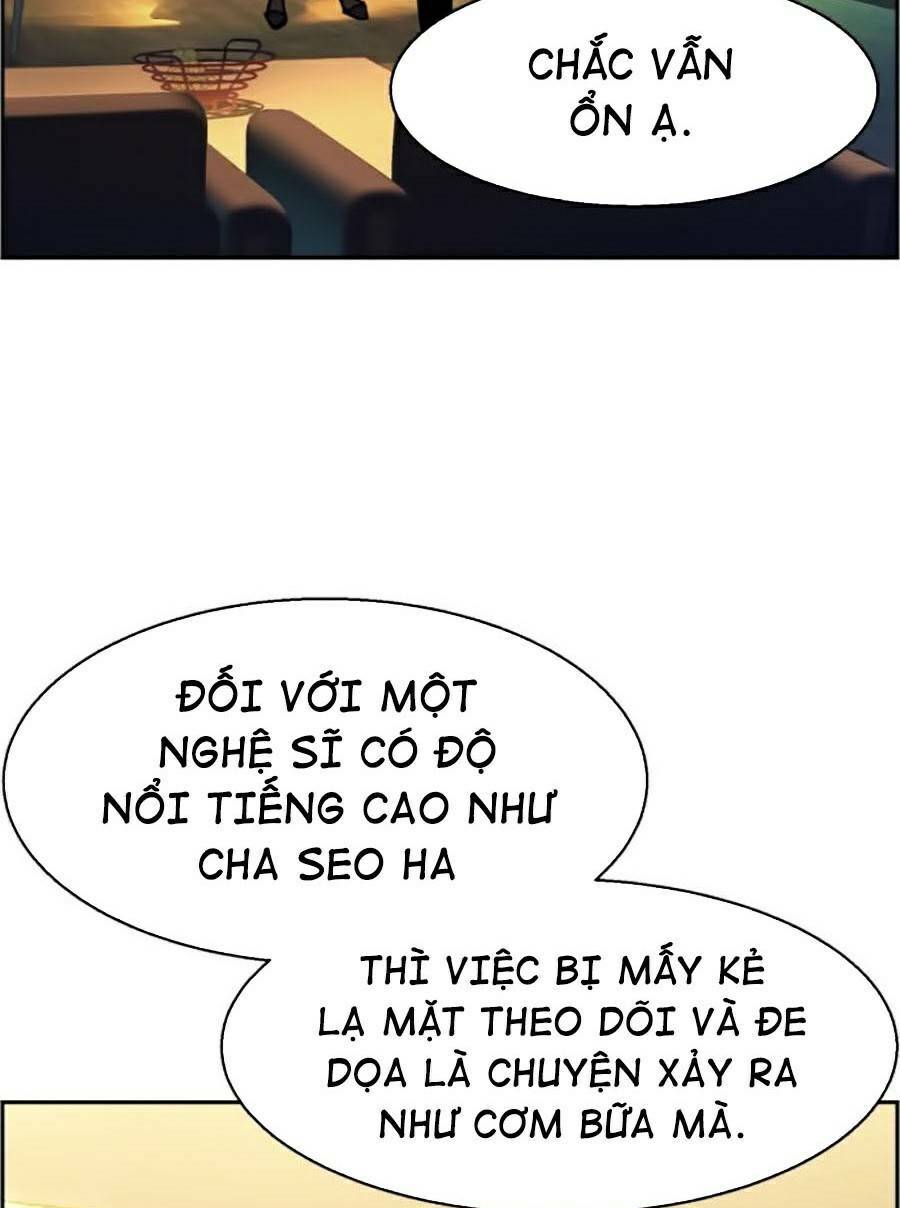 CHẮC VẪN
ỔN Ạ.
ĐỐI VỚI MỘT
NGHỆ SĨ CÓ ĐỘ
NỔI TIẾNG CAO NHƯ
CHA SEO HA
THÌ VIỆC BỊ MẤY KẺ
LẠ MẶT THEO DÕI VÀ ĐE
DỌA LÀ CHUYỆN XẢY RA
NHƯ CƠM BỮA MÀ.